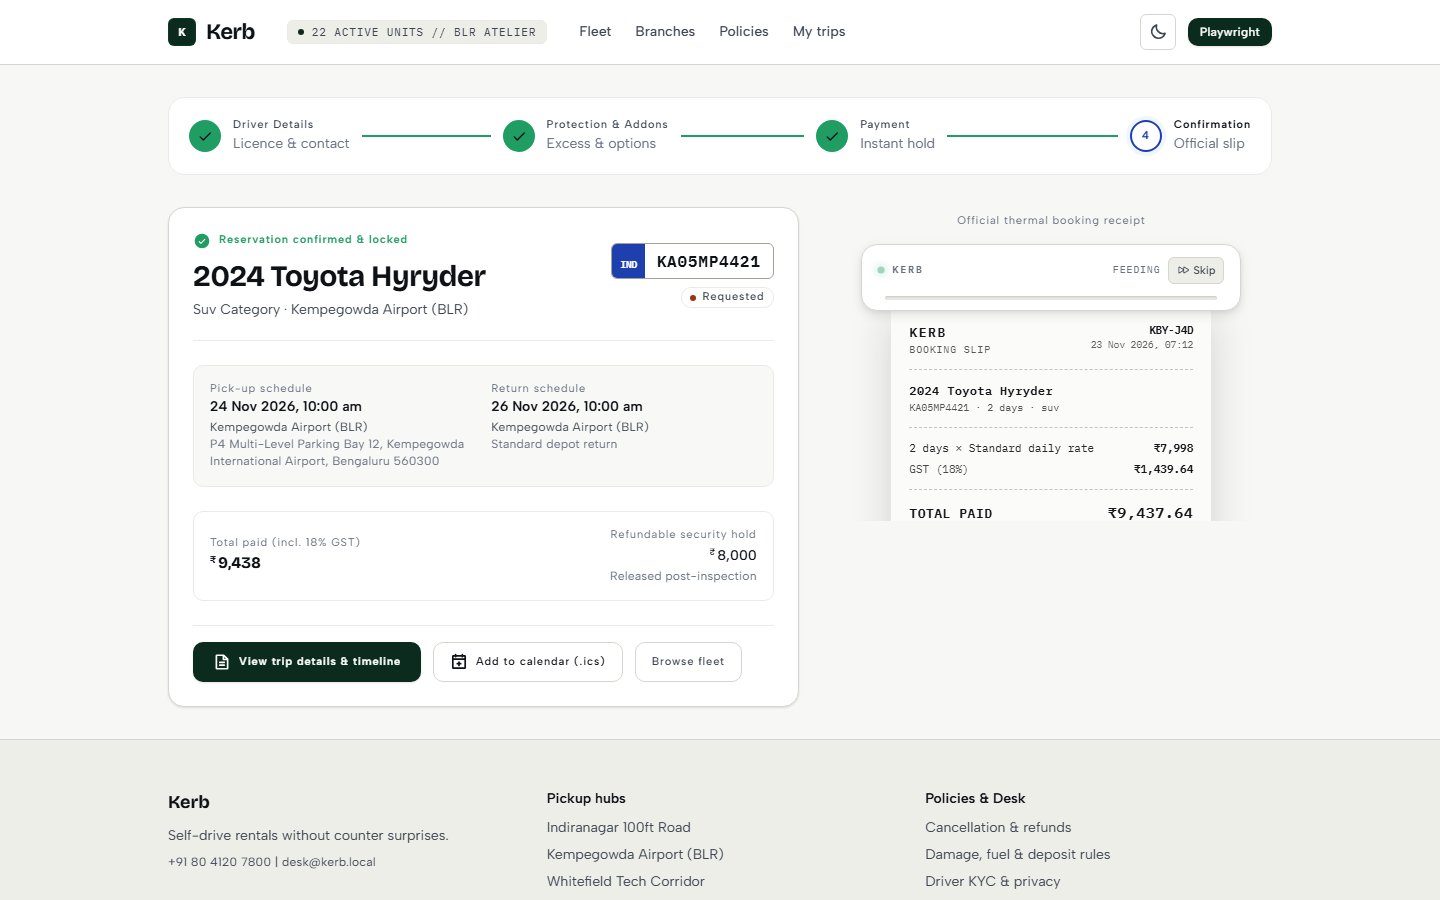 K Kerb
22 ACTIVE UNITS // BLR ATELIER
Fleet
Branches
Policies
My trips
Playwright
Driver Details
Licence & contact
Protection & Addons
Excess & options
Payment
Instant hold
4
Confirmation
Official slip
Reservation confirmed & locked
2024 Toyota Hyryder
Suv Category · Kempegowda Airport (BLR)
IND KA05MP4421
Requested
Pick-up schedule
24 Nov 2026, 10:00 am
Kempegowda Airport (BLR)
P4 Multi-Level Parking Bay 12, Kempegowda
International Airport, Bengaluru 560300
Return schedule
26 Nov 2026, 10:00 am
Kempegowda Airport (BLR)
Standard depot return
Total paid (incl. 18% GST)
₹9,438
Refundable security hold
₹8,000
Released post-inspection
View trip details & timeline
Add to calendar (.ics)
Browse fleet
Official thermal booking receipt
KERB
FEEDING
Skip
KERB
BOOKING SLIP
KBY-J4D
23 Nov 2026, 07:12
2024 Toyota Hyryder
KA05MP4421 · 2 days · suv
2 days × Standard daily rate ₹7,998
GST (18%) ₹1,439.64
TOTAL PAID ₹9,437.64
Kerb
Self-drive rentals without counter surprises.
+91 80 4120 7800 | desk@kerb.local
Pickup hubs
Indiranagar 100ft Road
Kempegowda Airport (BLR)
Whitefield Tech Corridor
Policies & Desk
Cancellation & refunds
Damage, fuel & deposit rules
Driver KYC & privacy